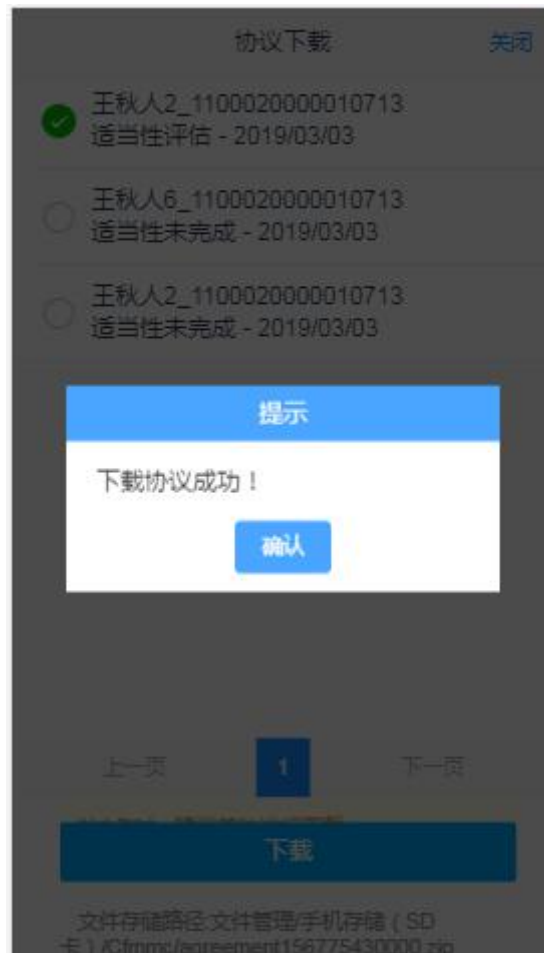 协议下载
关闭
王秋人2_1100020000010713
适当性评估 - 2019/03/03
王秋人6_1100020000010713
适当性未完成 - 2019/03/03
王秋人2_1100020000010713
适当性未完成 - 2019/03/03
提示
下载协议成功！
确认
上一页
1
下一页
下载
文件存储路径:文件管理/手机存储（SD
卡）/Cfmmc/agreement156775430000.zip